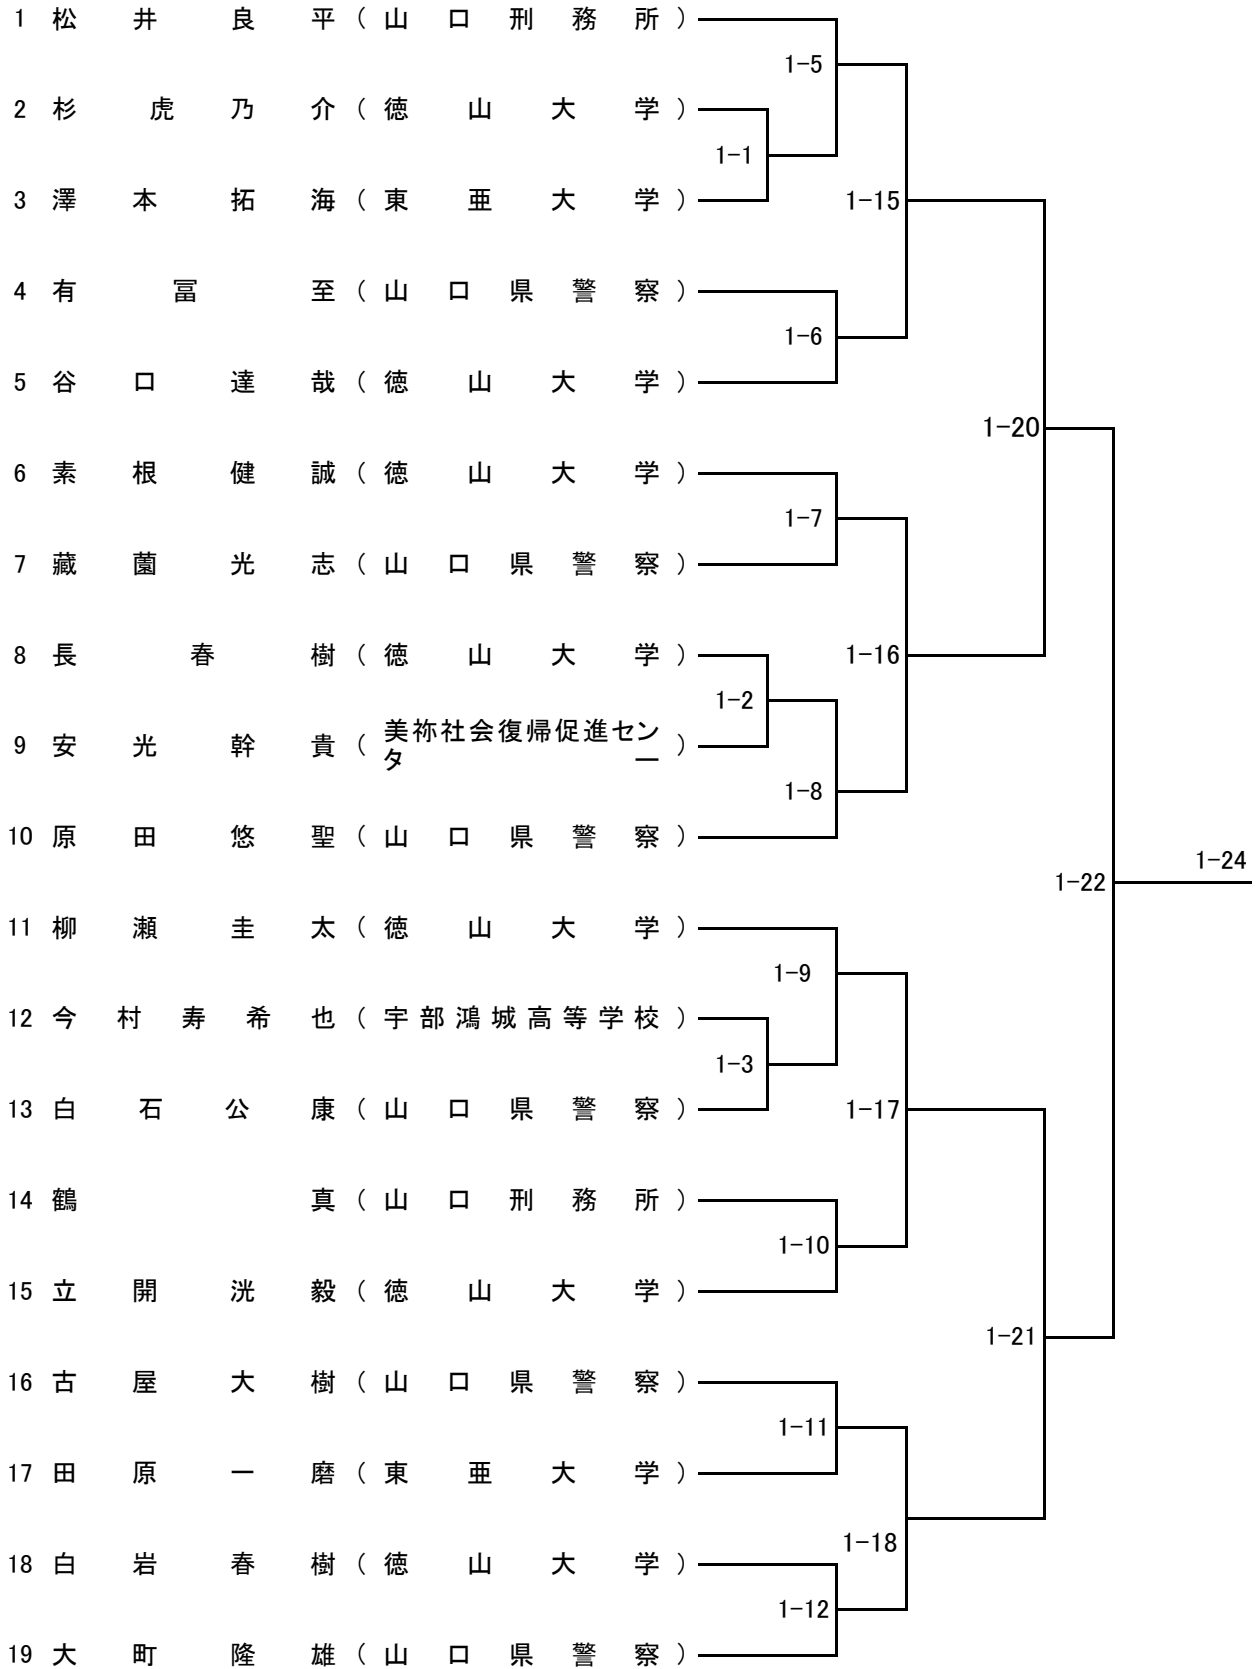 1 松井良平（山口刑務所）
1-5
2 杉虎乃介（徳山大学）
1-1
3 澤本拓海（東亜大学）
1-15
4 有冨至（山口県警察）
1-6
5 谷口達哉（徳山大学）
1-20
6 素根健誠（徳山大学）
1-7
7 藏薗光志（山口県警察）
8 長春樹（徳山大学）
1-16
1-2
9 安光幹貴（美祢社会復帰促進セン
ター）
1-8
10 原田悠聖（山口県警察）
1-24
1-22
11 柳瀬圭太（徳山大学）
1-9
12 今村寿希也（宇部鴻城高等学校）
1-3
13 白石公康（山口県警察）
1-17
14 鶴真（山口刑務所）
1-10
15 立開洸毅（徳山大学）
1-21
16 古屋大樹（山口県警察）
1-11
17 田原一磨（東亜大学）
1-18
18 白岩春樹（徳山大学）
1-12
19 大町隆雄（山口県警察）